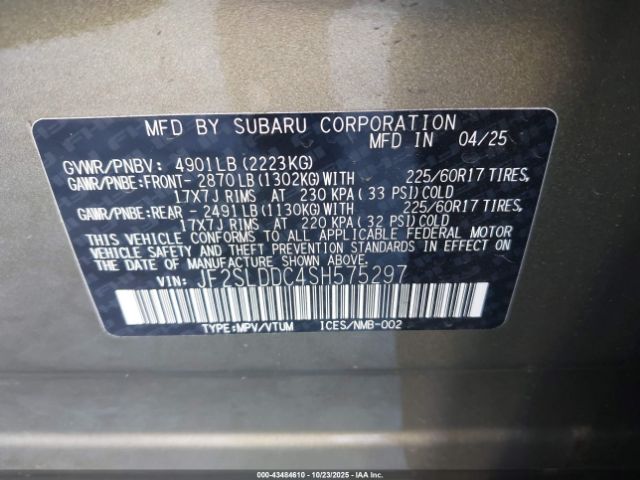 MFD BY SUBARU CORPORATION
MFD IN 04/25
GVWR/PNBV: 4901LB(2223KG)
GAWR/PNBE:FRONT- 2870LB(1302KG)WITH 225/60R17 TIRES,
17X7J RIMS AT 230 KPA(33 PSI)COLD
GAWR/PNBE:REAR - 2491LB(1130KG)WITH 225/60R17 TIRES,
17X7J RIMS AT 220 KPA(32 PSI)COLD
THIS VEHICLE CONFORMS TO ALL APPLICABLE FEDERAL MOTOR
VEHICLE SAFETY AND THEFT PREVENTION STANDARDS IN EFFECT ON
THE DATE OF MANUFACTURE SHOWN ABOVE.
VIN: JF2SLDDC4SH575297
TYPE:MPV/VTUM ICES/NMB-002
000-43484610 - 10/23/2025 - IAA Inc.